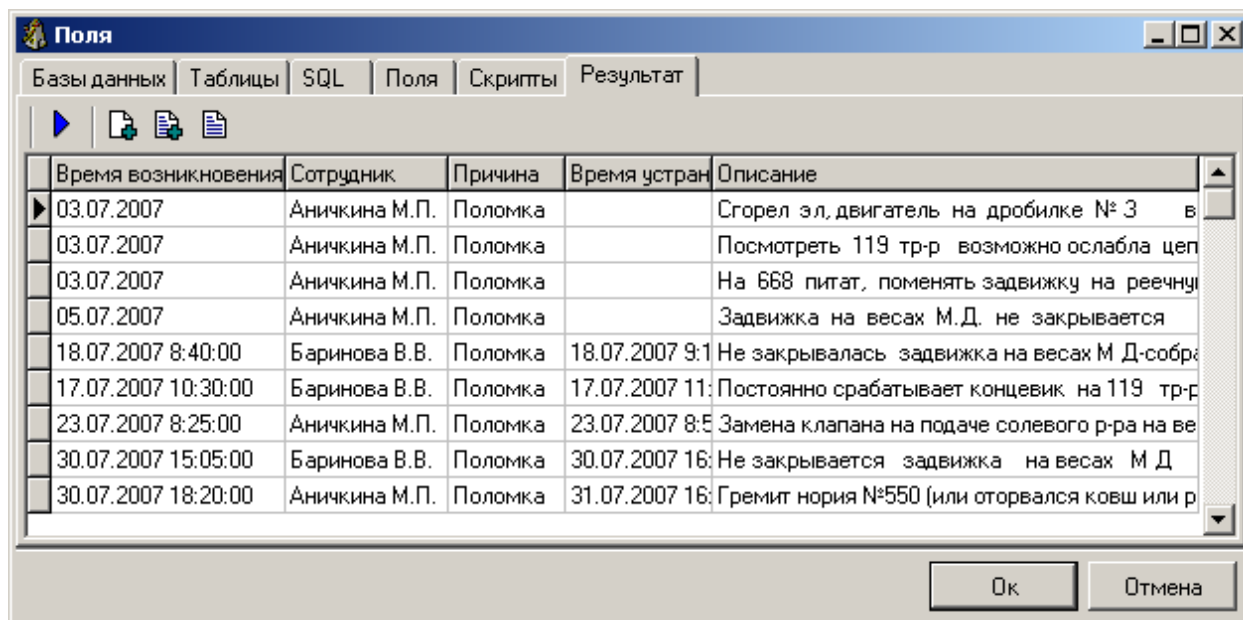 Поля
Базы данных Таблицы SQL Поля Скрипты Результат
Время возникновения Сотрудник Причина Время устран Описание
03.07.2007 Аничкина М.П. Поломка Сгорел эл,двигатель на дробилке № 3 в
03.07.2007 Аничкина М.П. Поломка Посмотреть 119 тр-р возможно ослабла цеп
03.07.2007 Аничкина М.П. Поломка На 668 питат, поменять задвижку на реечну
05.07.2007 Аничкина М.П. Поломка Задвижка на весах М.Д. не закрывается
18.07.2007 8:40:00 Баринова В.В. Поломка 18.07.2007 9:1 Не закрывалась задвижка на весах М Д-собра
17.07.2007 10:30:00 Баринова В.В. Поломка 17.07.2007 11: Постоянно срабатывает концевик на 119 тр-р
23.07.2007 8:25:00 Аничкина М.П. Поломка 23.07.2007 8:5 Замена клапана на подаче солевого р-ра на ве
30.07.2007 15:05:00 Баринова В.В. Поломка 30.07.2007 16: Не закрывается задвижка на весах М Д
30.07.2007 18:20:00 Аничкина М.П. Поломка 31.07.2007 16: Гремит нория №550 (или оторвался ковш или р
Ок Отмена